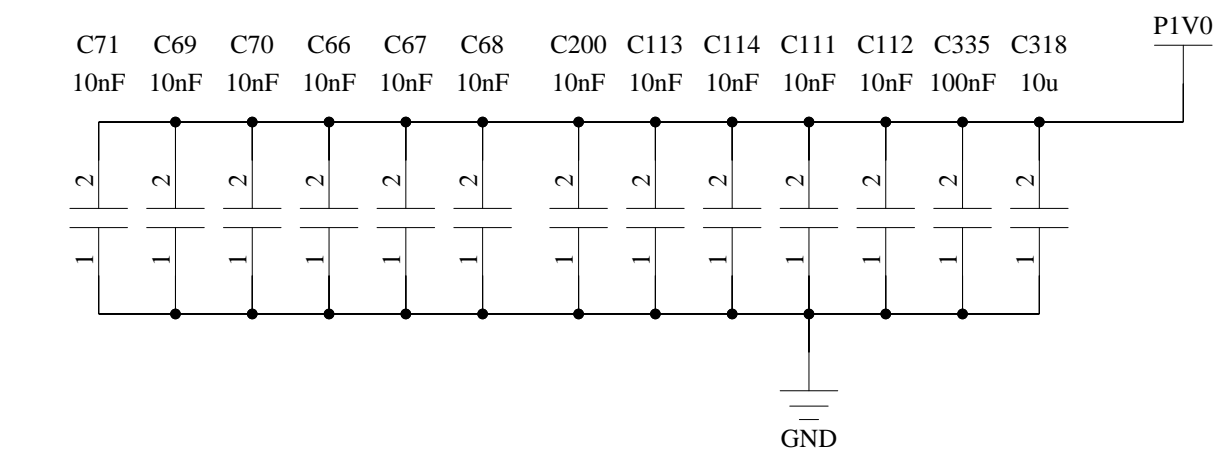 P1V0
C71 C69 C70 C66 C67 C68 C200 C113 C114 C111 C112 C335 C318
10nF 10nF 10nF 10nF 10nF 10nF 10nF 10nF 10nF 10nF 10nF 100nF 10u
2 2 2 2 2 2 2 2 2 2 2 2 2
1 1 1 1 1 1 1 1 1 1 1 1 1
GND